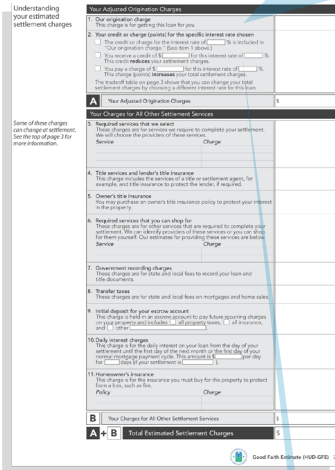 Understanding
your estimated
settlement charges
Your Adjusted Origination Charges
1. Our origination charge
This charge is for getting this loan for you.
2. Your credit or charge (points) for the specific interest rate chosen
The credit or charge for the interest rate of % is included in
"Our origination charge." (See item 1 above.)
You receive a credit of $ for this interest rate of %.
This credit reduces your settlement charges.
You pay a charge of $ for this interest rate of %.
This charge (points) increases your total settlement charges.
The tradeoff table on page 3 shows that you can change your total
settlement charges by choosing a different interest rate for this loan.
A Your Adjusted Origination Charges $
Your Charges for All Other Settlement Services
Some of these charges
can change at settlement.
See the top of page 3 for
more information.
3. Required services that we select
These charges are for services we require to complete your settlement.
We will choose the providers of these services.
Service Charge
4. Title services and lender's title insurance
This charge includes the services of a title or settlement agent, for
example, and title insurance to protect the lender, if required.
5. Owner's title insurance
You may purchase an owner's title insurance policy to protect your interest
in the property.
6. Required services that you can shop for
These charges are for other services that are required to complete your
settlement. We can identify providers of these services or you can shop
for them yourself. Our estimates for providing these services are below.
Service Charge
7. Government recording charges
These charges are for state and local fees to record your loan and
title documents.
8. Transfer taxes
These charges are for state and local fees on mortgages and home sales.
9. Initial deposit for your escrow account
This charge is held in an escrow account to pay future recurring charges
on your property and includes all property taxes, all insurance,
and other
10. Daily interest charges
This charge is for the daily interest on your loan from the day of your
settlement until the first day of the next month or the first day of your
normal mortgage payment cycle. This amount is $ per day
for days (if your settlement is ).
11. Homeowner's insurance
This charge is for the insurance you must buy for the property to protect
from a loss, such as fire.
Policy Charge
B Your Charges for All Other Settlement Services $
A + B Total Estimated Settlement Charges $
Good Faith Estimate (HUD-GFE) 2